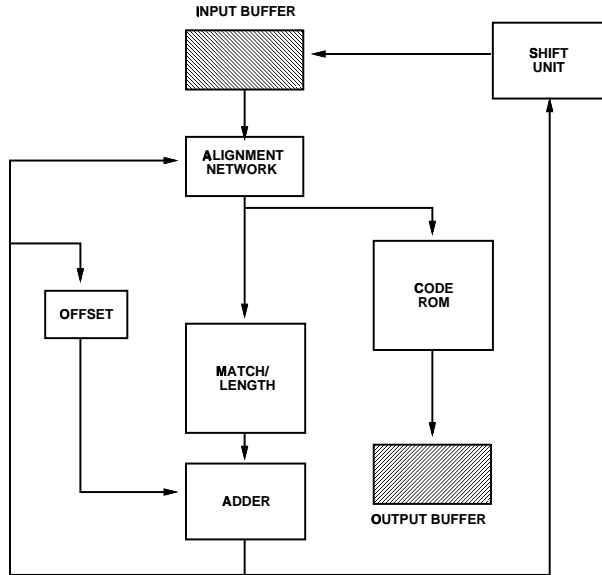 INPUT BUFFER
SHIFT
UNIT
ALIGNMENT
NETWORK
CODE
ROM
OFFSET
MATCH/
LENGTH
ADDER
OUTPUT BUFFER